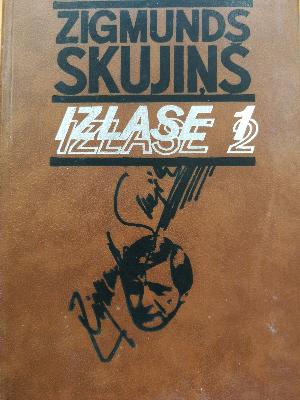 ZIGMUNDS
SKUJIŅŠ
IZLASE 1
IZLASE 2